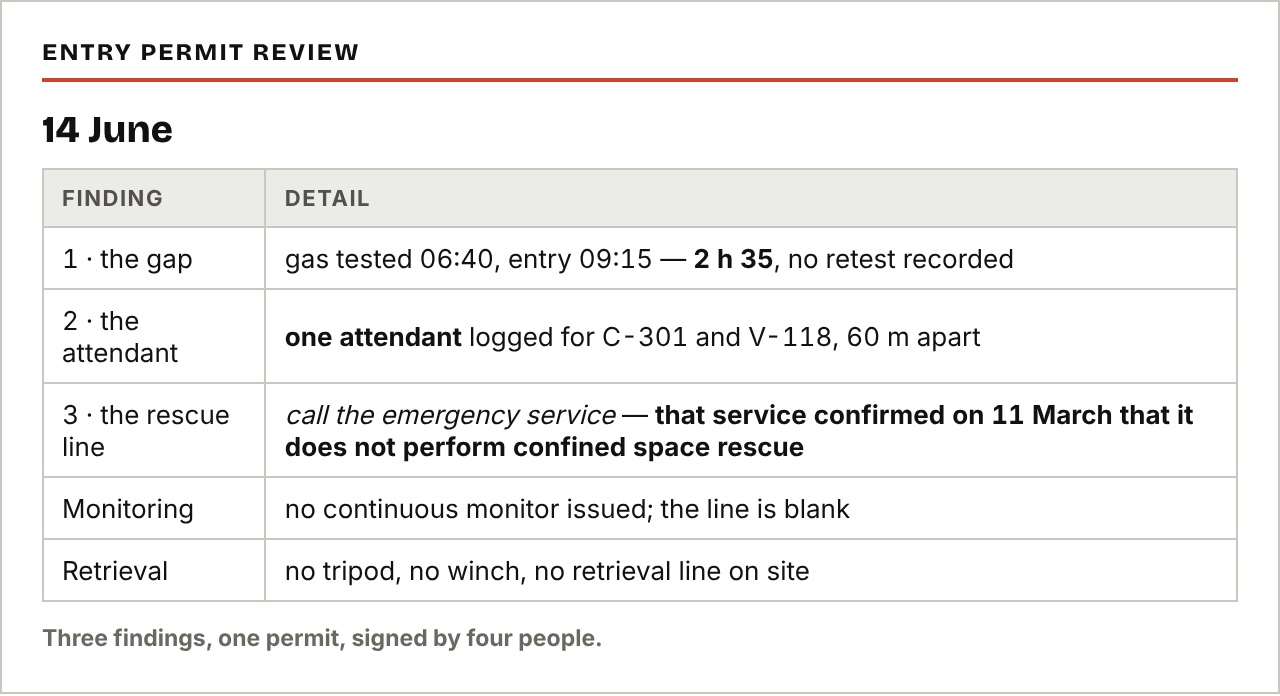 ENTRY PERMIT REVIEW
14 June
FINDING DETAIL
1 · the gap gas tested 06:40, entry 09:15 — 2 h 35, no retest recorded
2 · the
attendant
one attendant logged for C-301 and V-118, 60 m apart
3 · the rescue
line
call the emergency service — that service confirmed on 11 March that it
does not perform confined space rescue
Monitoring no continuous monitor issued; the line is blank
Retrieval no tripod, no winch, no retrieval line on site
Three findings, one permit, signed by four people.